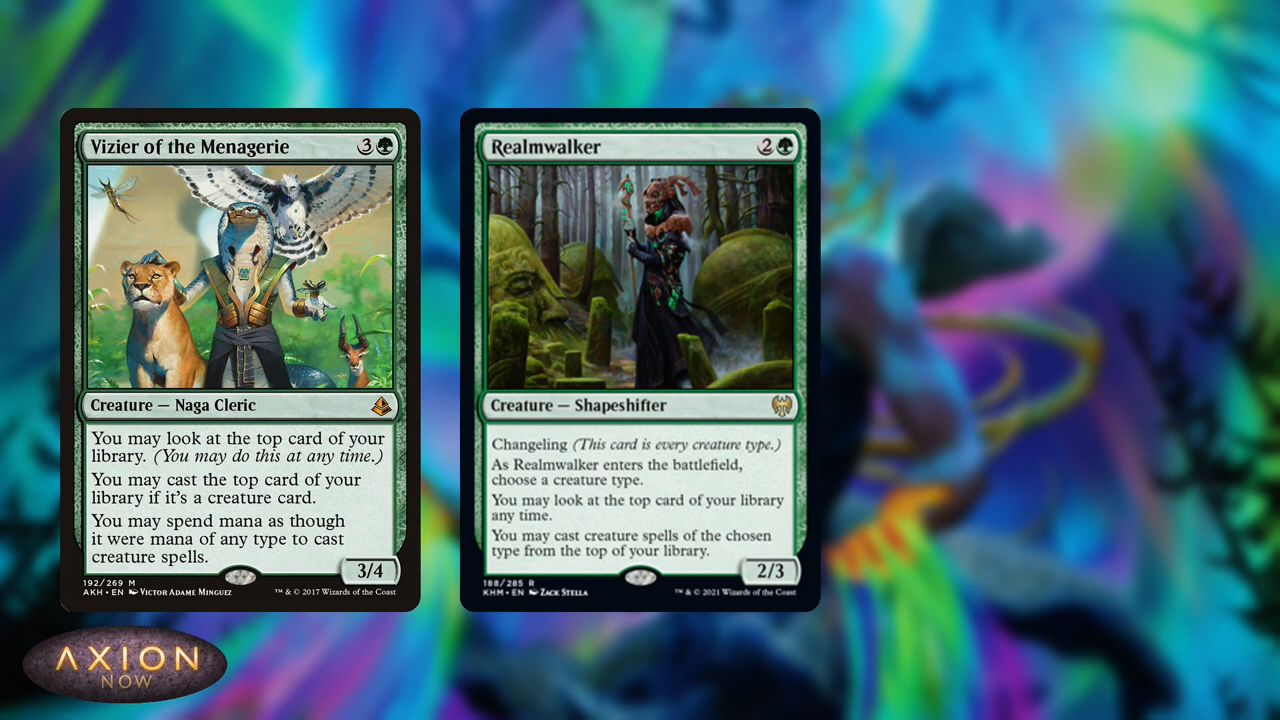 Vizier of the Menagerie 3
Creature — Naga Cleric
You may look at the top card of your
library. (You may do this at any time.)
You may cast the top card of your
library if it's a creature card.
You may spend mana as though
it were mana of any type to cast
creature spells.
3/4
192/269 M
AKH • EN Victor Adame Minguez
™ & © 2017 Wizards of the Coast
Realmwalker 2
Creature — Shapeshifter
Changeling (This card is every creature type.)
As Realmwalker enters the battlefield,
choose a creature type.
You may look at the top card of your library
any time.
You may cast creature spells of the chosen
type from the top of your library.
2/3
188/285 R
KHM • EN Zack Stella
™ & © 2021 Wizards of the Coast
AXION
NOW